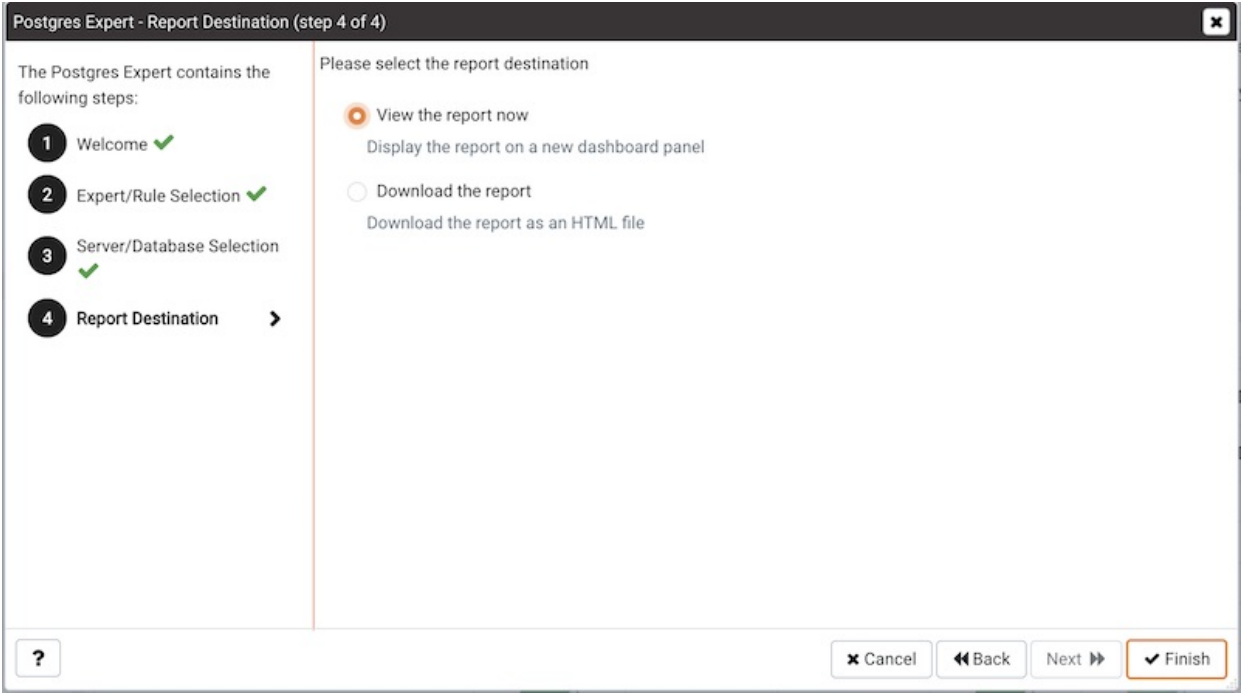 Postgres Expert - Report Destination (step 4 of 4)
The Postgres Expert contains the
following steps:
1 Welcome
2 Expert/Rule Selection
3 Server/Database Selection
4 Report Destination
Please select the report destination
View the report now
Display the report on a new dashboard panel
Download the report
Download the report as an HTML file
? Cancel Back Next Finish